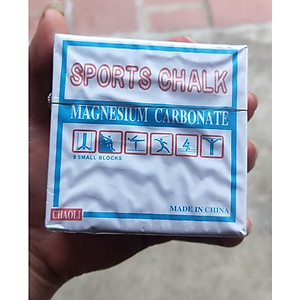 SPORTS CHALK
MAGNESIUM CARBONATE
8 SMALL BLOCKS
MADE IN CHINA
CHAOLI